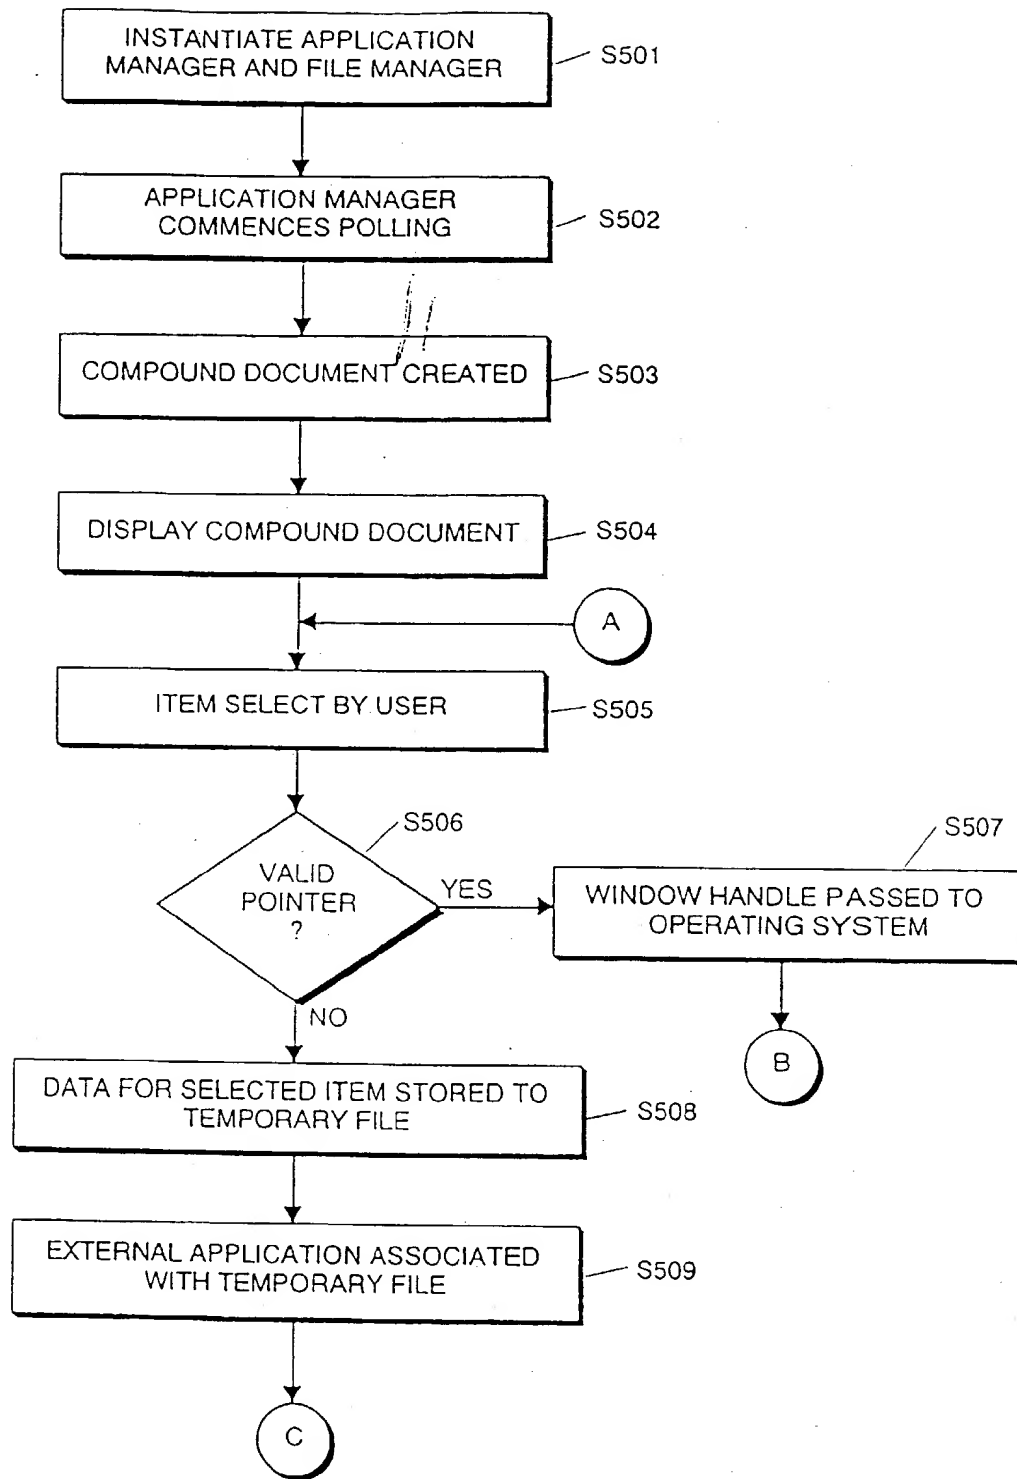 INSTANTIATE APPLICATION
MANAGER AND FILE MANAGER
S501
APPLICATION MANAGER
COMMENCES POLLING
S502
COMPOUND DOCUMENT CREATED
S503
DISPLAY COMPOUND DOCUMENT
S504
A
ITEM SELECT BY USER
S505
S506
VALID
POINTER
?
YES
S507
WINDOW HANDLE PASSED TO
OPERATING SYSTEM
B
NO
DATA FOR SELECTED ITEM STORED TO
TEMPORARY FILE
S508
EXTERNAL APPLICATION ASSOCIATED
WITH TEMPORARY FILE
S509
C